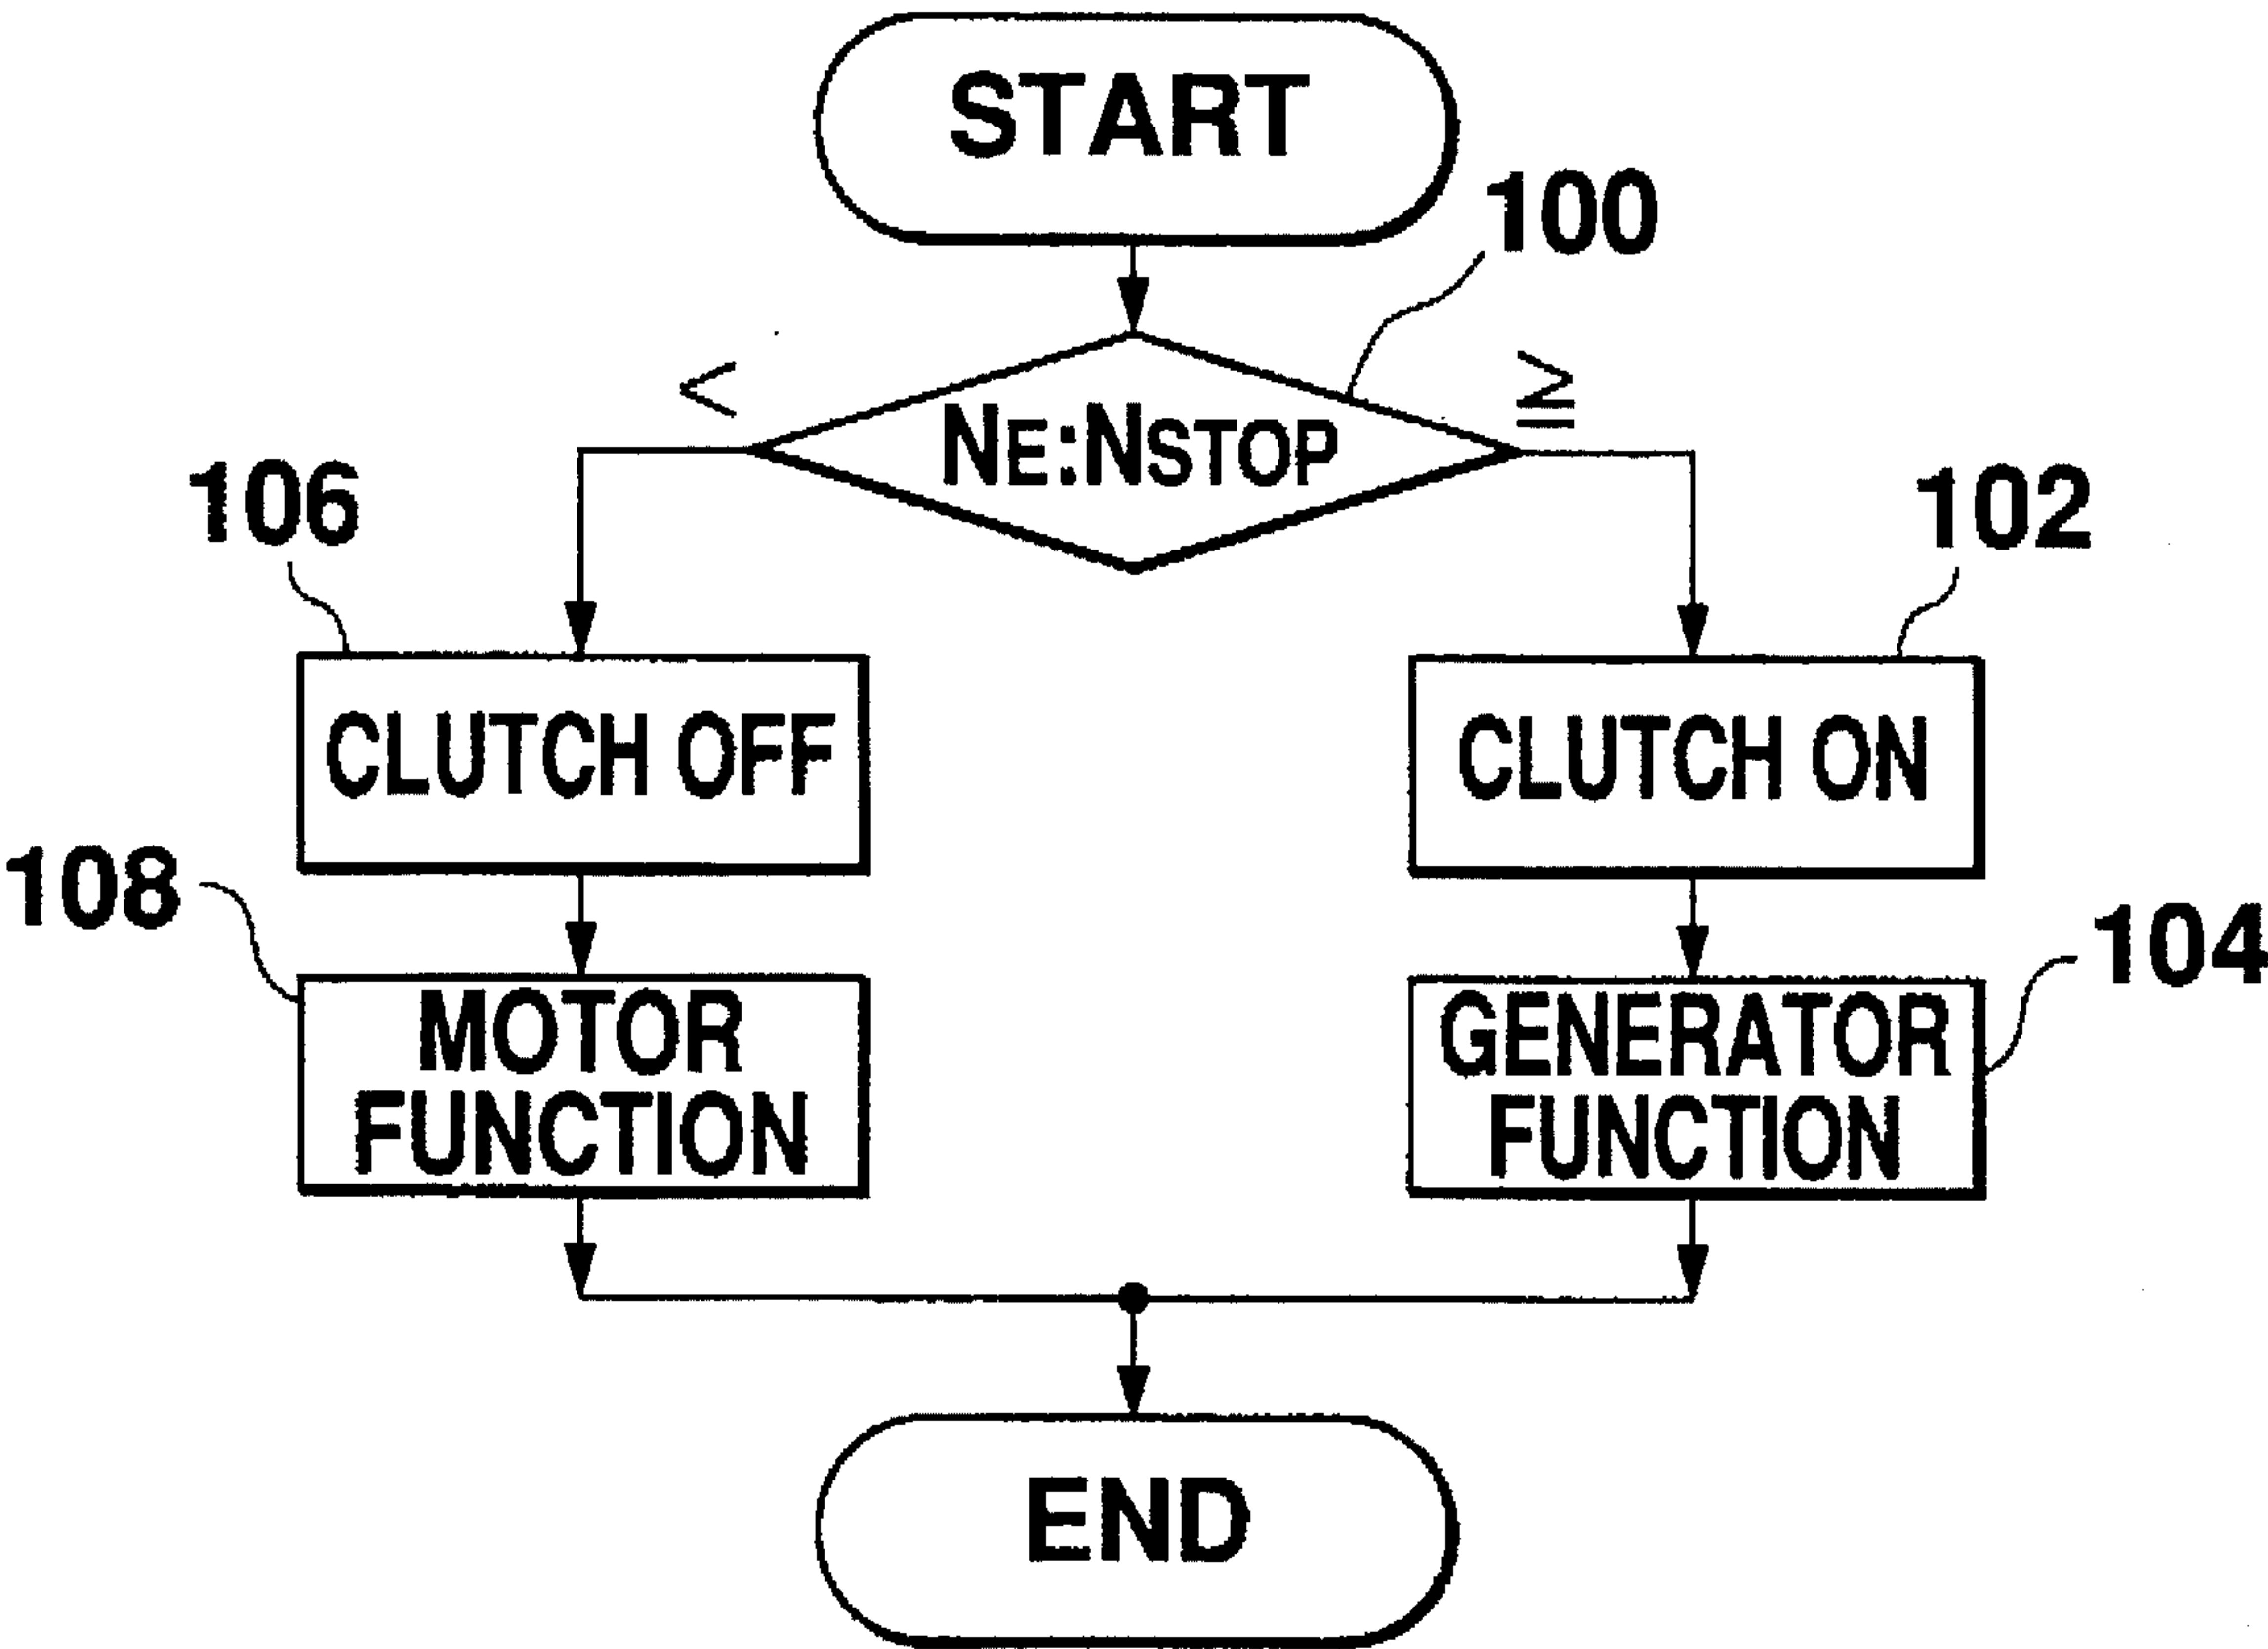 START
100
<
≧
NE:NSTOP
106
102
CLUTCH OFF
CLUTCH ON
108
104
MOTOR
FUNCTION
GENERATOR
FUNCTION
END